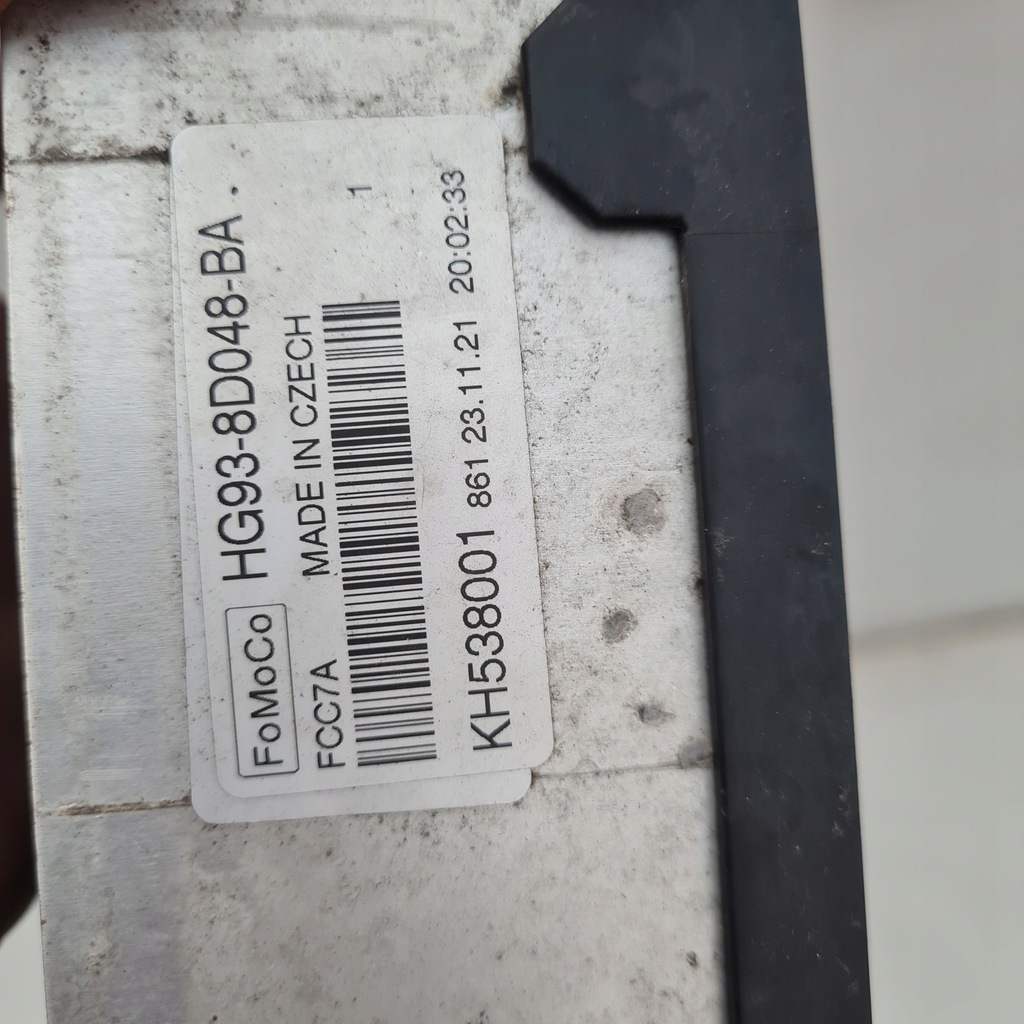 FoMoCo HG93-8D048-BA .
FCC7A MADE IN CZECH
1
KH538001 861 23.11.21 20:02:33